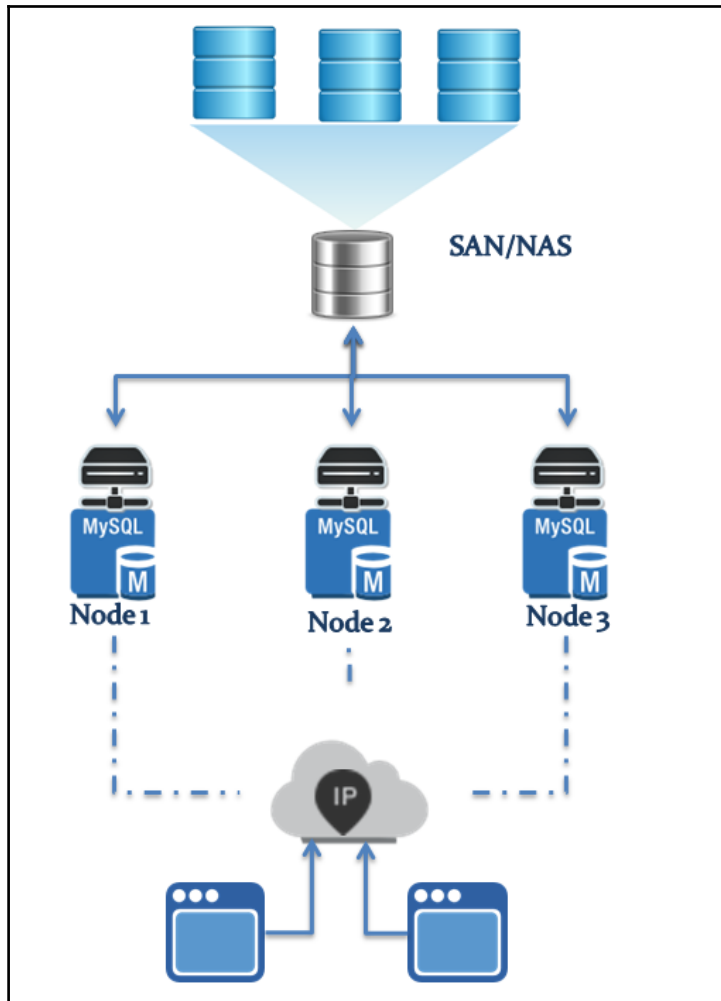 SAN/NAS
MySQL
M
Node 1
MySQL
M
Node 2
MySQL
M
Node 3
IP